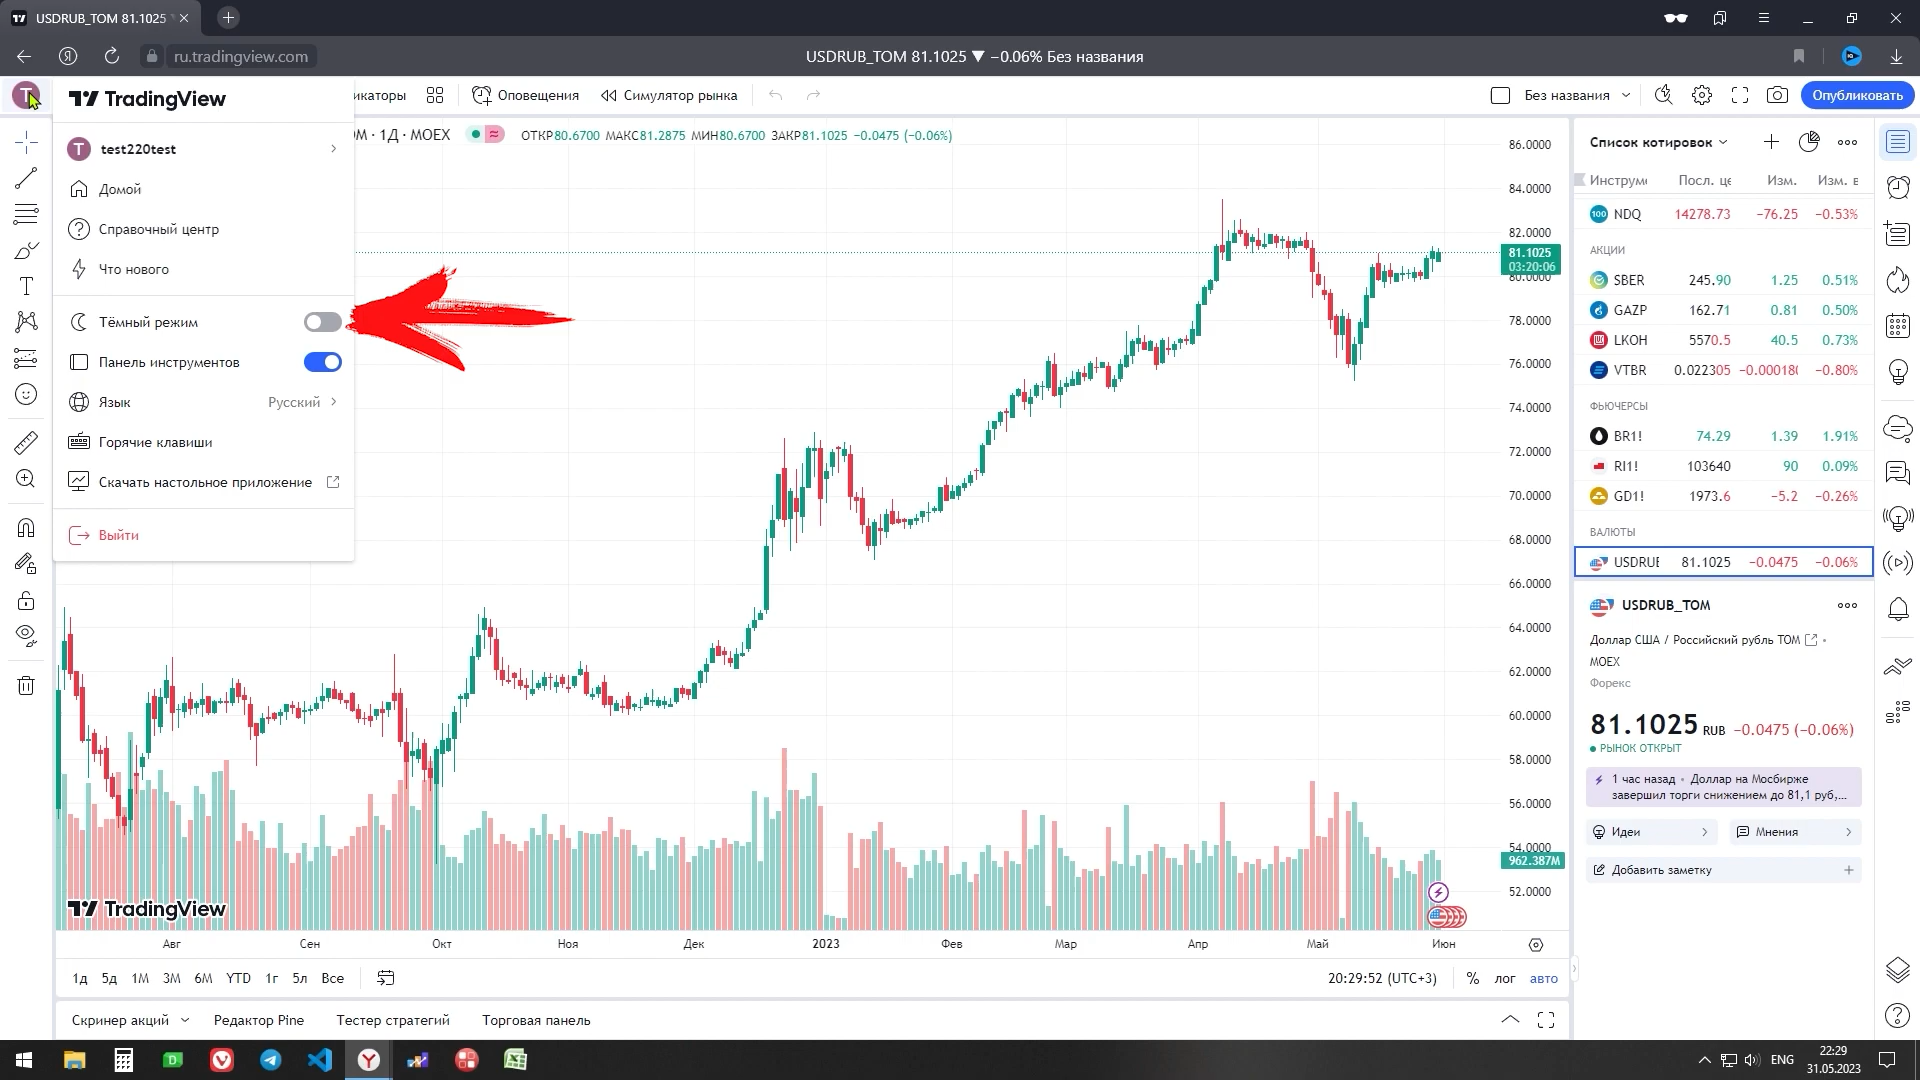 USDRUB_TOM 81.1025
ru.tradingview.com
USDRUB_TOM 81.1025 ▼ −0.06% Без названия
T
TradingView
икаторы
Оповещения
Симулятор рынка
Без названия
Опубликовать
ОМ · 1Д · MOEX
ОТКР80.6700 МАКС81.2875 МИН80.6700 ЗАКР81.1025 −0.0475 (−0.06%)
T test220test
Домой
Справочный центр
Что нового
Тёмный режим
Панель инструментов
Язык Русский
Горячие клавиши
Скачать настольное приложение
Выйти
86.0000
84.0000
82.0000
81.1025
03:20:06
80.0000
78.0000
76.0000
74.0000
72.0000
70.0000
68.0000
66.0000
64.0000
62.0000
60.0000
58.0000
56.0000
54.0000
962.387M
52.0000
TradingView
Авг Сен Окт Ноя Дек 2023 Фев Мар Апр Май Июн
1д 5д 1М 3М 6М YTD 1г 5л Все
20:29:52 (UTC+3) % лог авто
Скринер акций Редактор Pine Тестер стратегий Торговая панель
Список котировок
Инструм Посл. це Изм. Изм. в
100 NDQ 14278.73 −76.25 −0.53%
АКЦИИ
SBER 245.90 1.25 0.51%
GAZP 162.71 0.81 0.50%
LKOH 5570.5 40.5 0.73%
VTBR 0.022305 −0.000180 −0.80%
ФЬЮЧЕРСЫ
BR1! 74.29 1.39 1.91%
RI1! 103640 90 0.09%
GD1! 1973.6 −5.2 −0.26%
ВАЛЮТЫ
USDRUE 81.1025 −0.0475 −0.06%
USDRUB_TOM
Доллар США / Российский рубль TOM
MOEX
Форекс
81.1025 RUB −0.0475 (−0.06%)
РЫНОК ОТКРЫТ
1 час назад • Доллар на Мосбирже
завершил торги снижением до 81,1 руб,...
Идеи
Мнения
Добавить заметку
ENG
22:29
31.05.2023